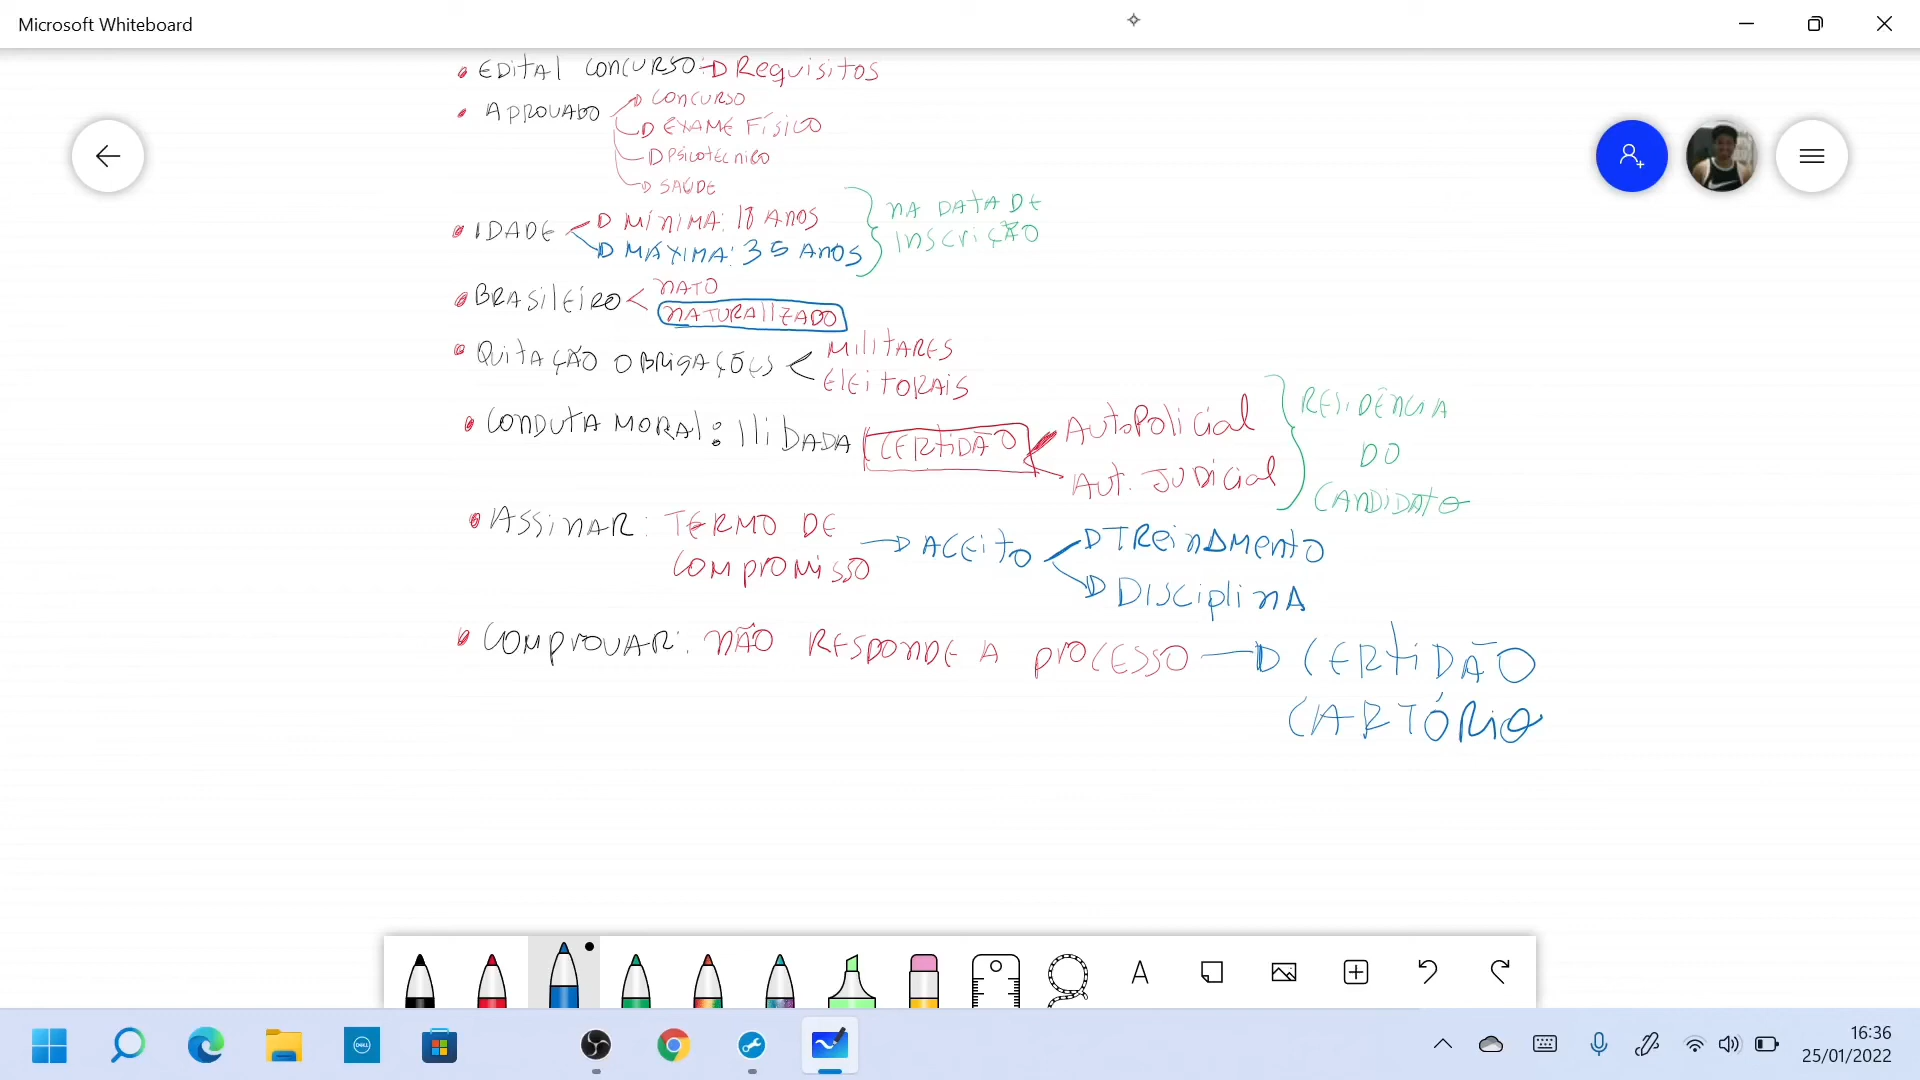 Microsoft Whiteboard
• EDITAL CONCURSO → REQUISITOS
• APROVADO → CONCURSO
→ EXAME FÍSICO
→ PSICOTÉCNICO
→ SAÚDE
• IDADE → MÍNIMA: 18 ANOS
→ MÁXIMA: 35 ANOS
NA DATA DE
INSCRIÇÃO
• BRASILEIRO < NATO
NATURALIZADO
• QUITAÇÃO OBRIGAÇÕES < MILITARES
ELEITORAIS
• CONDUTA MORAL: ILIBADA CERTIDÃO AUT. POLICIAL
AUT. JUDICIAL
RESIDÊNCIA
DO
CANDIDATO
• ASSINAR: TERMO DE
COMPROMISSO → ACEITO → TREINAMENTO
→ DISCIPLINA
• COMPROVAR: NÃO RESPONDE A PROCESSO → CERTIDÃO
CARTÓRIO
A
DELL
16:36
25/01/2022